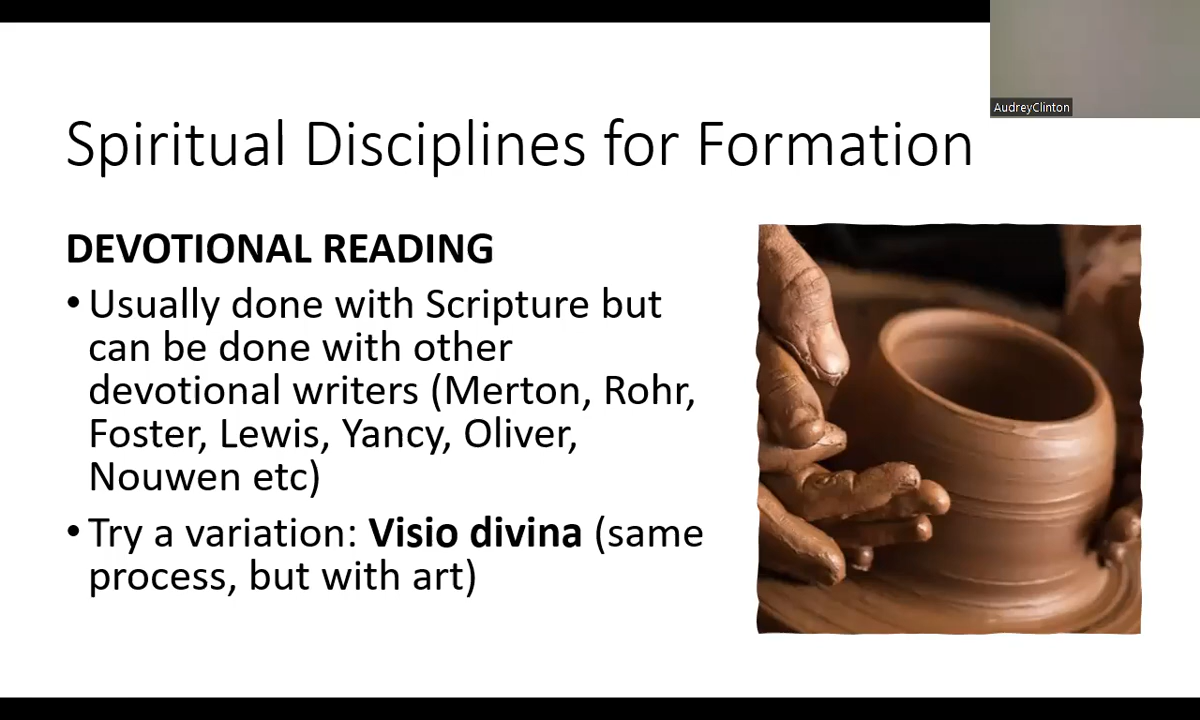 AudreyClinton
Spiritual Disciplines for Formation
DEVOTIONAL READING
• Usually done with Scripture but
can be done with other
devotional writers (Merton, Rohr,
Foster, Lewis, Yancy, Oliver,
Nouwen etc)
• Try a variation: Visio divina (same
process, but with art)